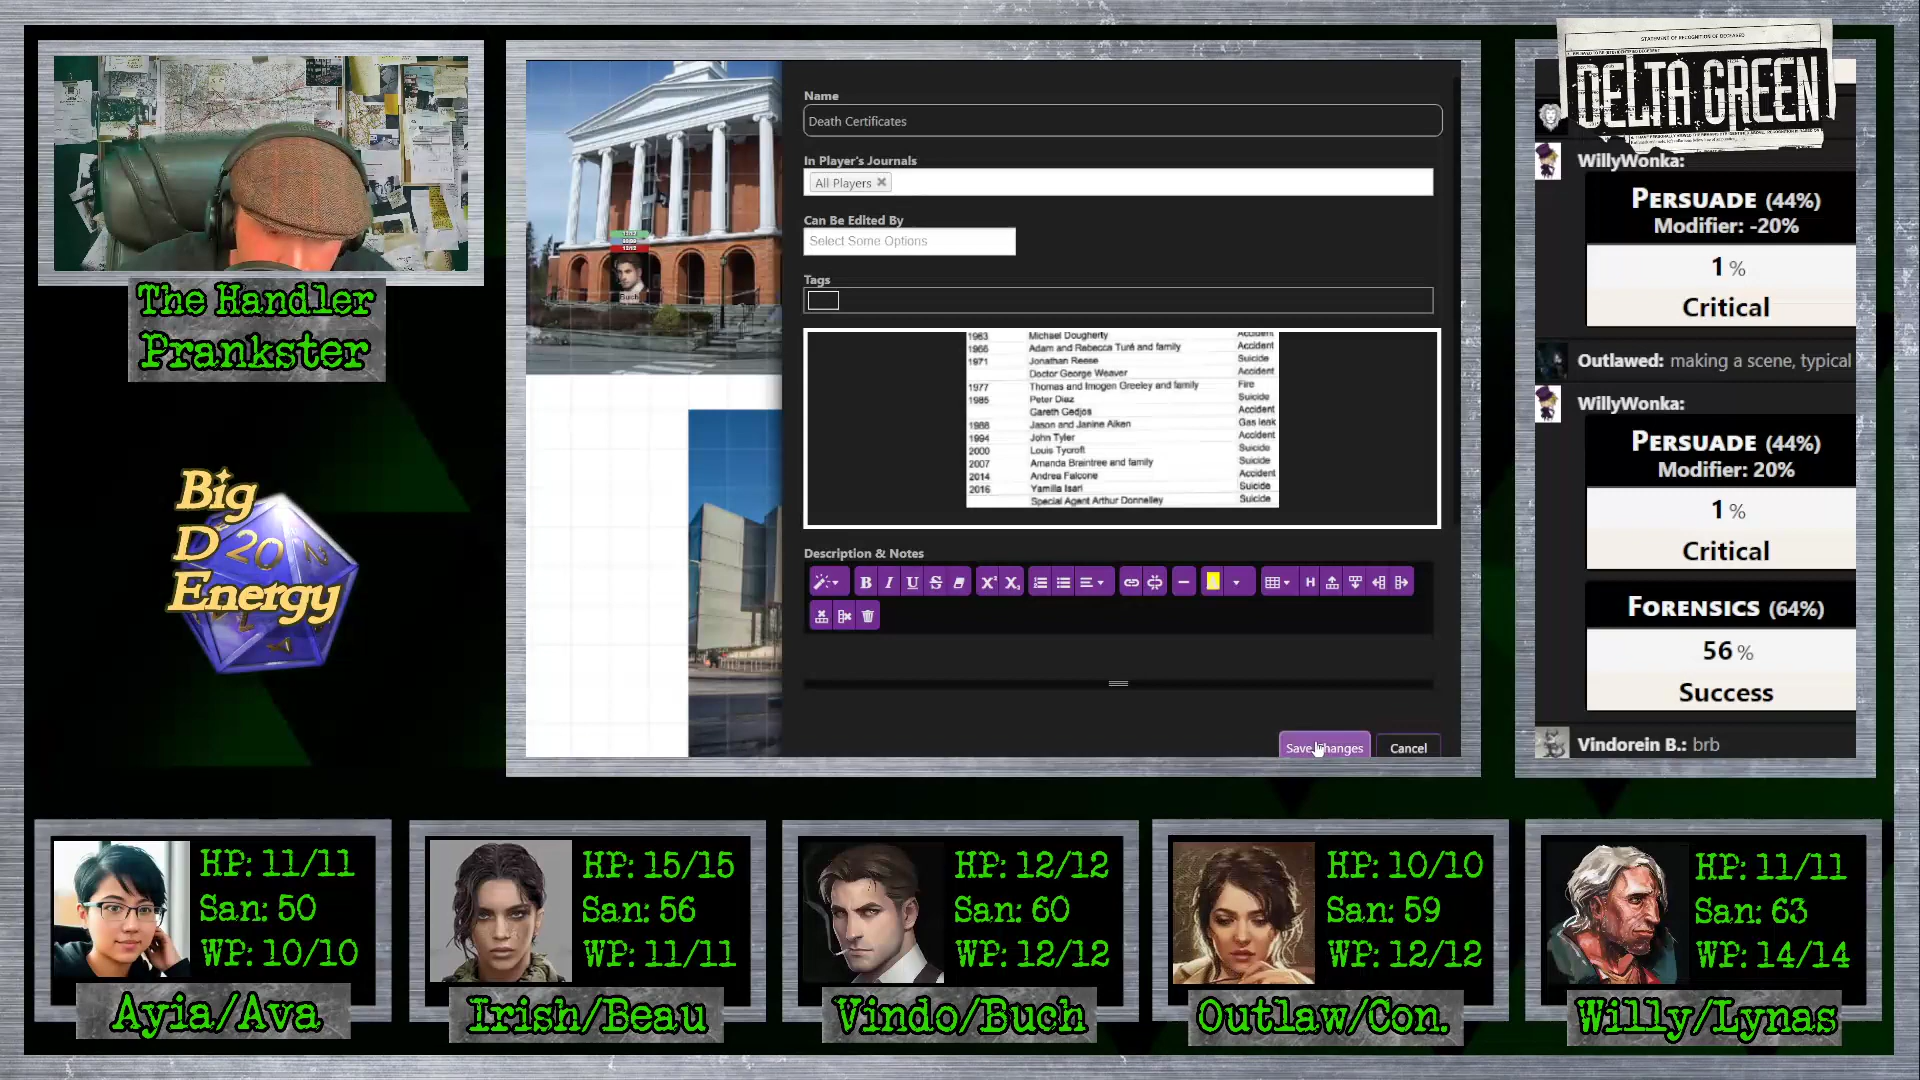 The Handler
Prankster
Big
D20
Energy
Name
Death Certificates
In Player's Journals
All Players
Can Be Edited By
Select Some Options
Tags
Buch
1963 Michael Dougherty Accident
1966 Adam and Rebecca Turé and family Accident
1971 Jonathan Reese Suicide
Doctor George Weaver Accident
1977 Thomas and Imogen Greeley and family Fire
1985 Peter Diaz Suicide
Gareth Gedjos Accident
1988 Jason and Janine Aiken Gas leak
1994 John Tyler Accident
2000 Louis Tycroft Suicide
2007 Amanda Braintree and family Suicide
2014 Andrea Falcone Accident
2016 Yamilla Isari Suicide
Special Agent Arthur Donnelley Suicide
Description & Notes
Save Changes
Cancel
STATEMENT OF RECOGNITION OF DECEASED
DELTA GREEN
WillyWonka:
PERSUADE (44%)
Modifier: -20%
1 %
Critical
Outlawed: making a scene, typical
WillyWonka:
PERSUADE (44%)
Modifier: 20%
1 %
Critical
FORENSICS (64%)
56 %
Success
Vindorein B.: brb
HP: 11/11
San: 50
WP: 10/10
Ayia/Ava
HP: 15/15
San: 56
WP: 11/11
Irish/Beau
HP: 12/12
San: 60
WP: 12/12
Vindo/Buch
HP: 10/10
San: 59
WP: 12/12
Outlaw/Con.
HP: 11/11
San: 63
WP: 14/14
Willy/Lynas